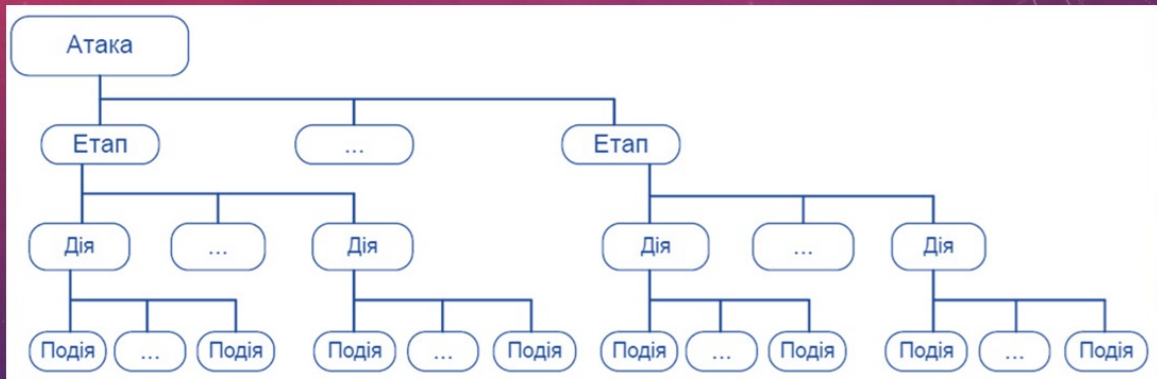 Атака
Етап ... Етап
Дія ... Дія Дія ... Дія
Подія ... Подія Подія ... Подія Подія ... Подія Подія ... Подія